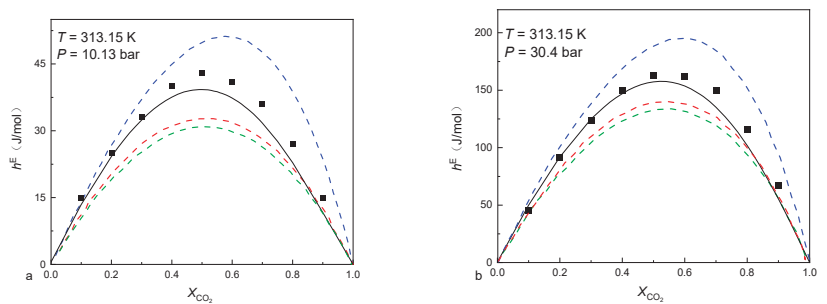 T = 313.15 K
P = 10.13 bar
45
30
15
0
hᴱ（J/mol）
0.0 0.2 0.4 0.6 0.8 1.0
a
X_CO₂
T = 313.15 K
P = 30.4 bar
200
150
100
50
0
hᴱ（J/mol）
0.0 0.2 0.4 0.6 0.8 1.0
b
X_CO₂